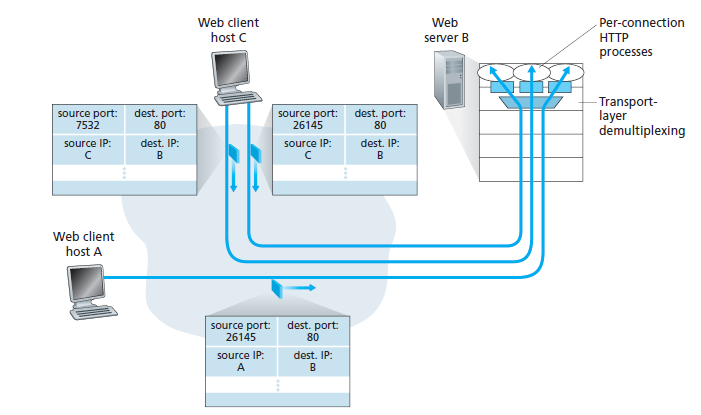 Web client
host C
Web
server B
Per-connection
HTTP
processes
Transport-
layer
demultiplexing
source port:
7532
dest. port:
80
source IP:
C
dest. IP:
B
source port:
26145
dest. port:
80
source IP:
C
dest. IP:
B
Web client
host A
source port:
26145
dest. port:
80
source IP:
A
dest. IP:
B